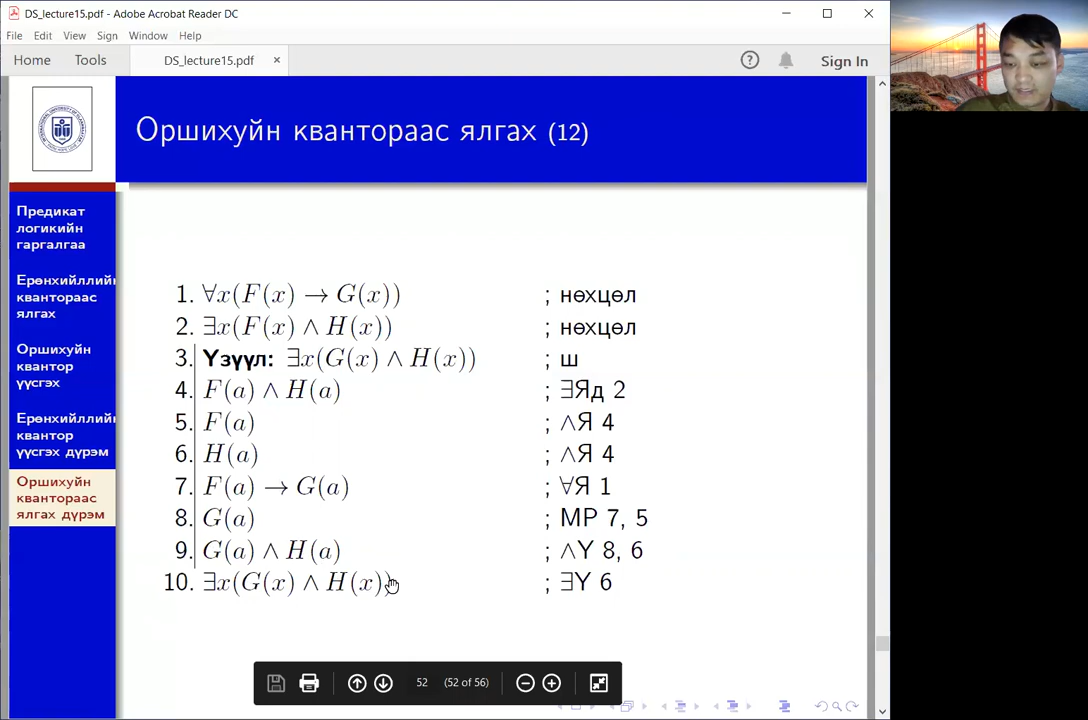 DS_lecture15.pdf - Adobe Acrobat Reader DC
File Edit View Sign Window Help
Home Tools DS_lecture15.pdf × Sign In
Оршихуйн квантораас ялгах (12)
Предикат
логикийн
гаргалгаа
Ерөнхийллийн
квантораас
ялгах
Оршихуйн
квантор
үүсгэх
Ерөнхийллийн
квантор
үүсгэх дүрэм
Оршихуйн
квантораас
ялгах дүрэм
1. ∀x(F(x) → G(x)) ; нөхцөл
2. ∃x(F(x) ∧ H(x)) ; нөхцөл
3. Үзүүл: ∃x(G(x) ∧ H(x)) ; ш
4. F(a) ∧ H(a) ; ∃Яд 2
5. F(a) ; ∧Я 4
6. H(a) ; ∧Я 4
7. F(a) → G(a) ; ∀Я 1
8. G(a) ; MP 7, 5
9. G(a) ∧ H(a) ; ∧Ү 8, 6
10. ∃x(G(x) ∧ H(x)) ; ∃Ү 6
52 (52 of 56)